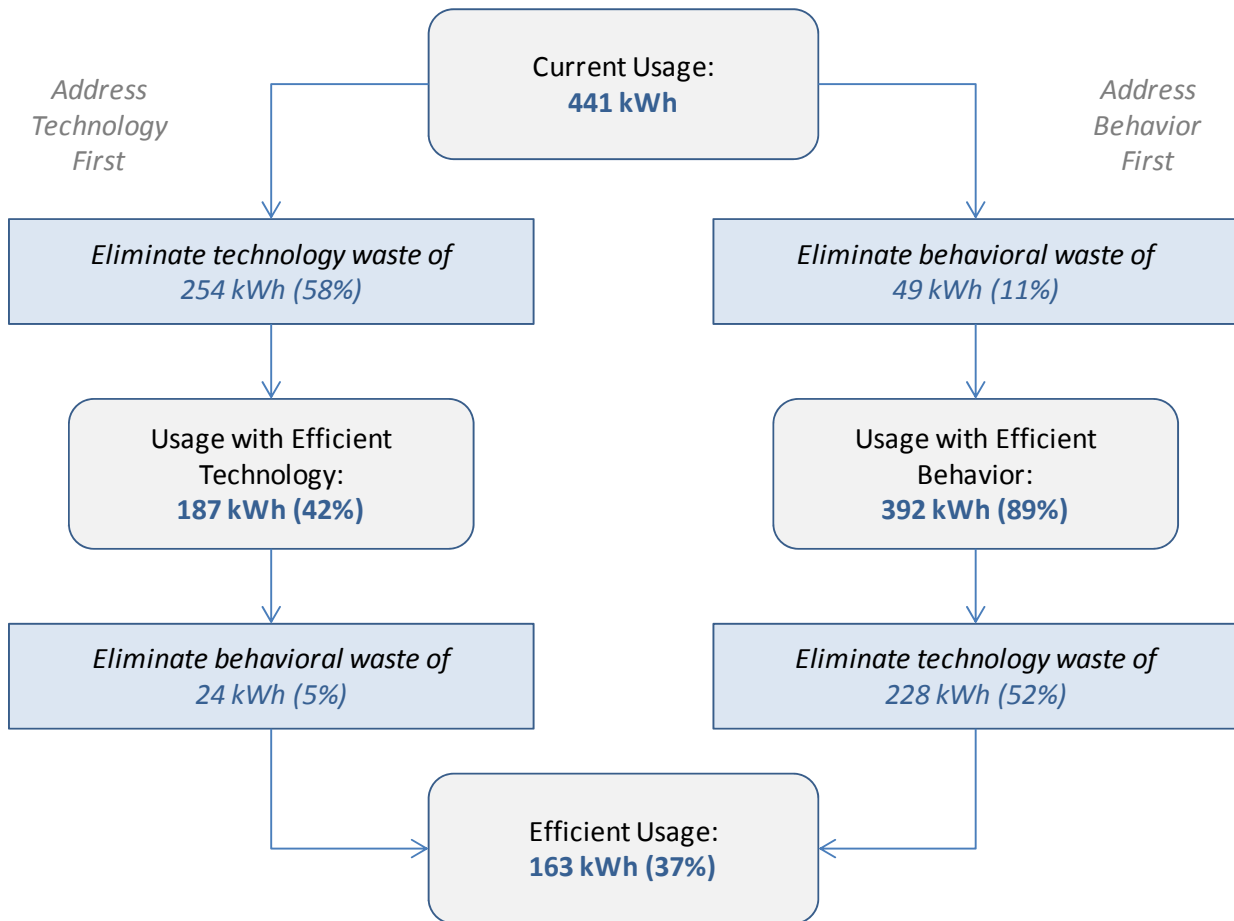 Current Usage:
441 kWh
Address
Technology
First
Address
Behavior
First
Eliminate technology waste of
254 kWh (58%)
Eliminate behavioral waste of
49 kWh (11%)
Usage with Efficient
Technology:
187 kWh (42%)
Usage with Efficient
Behavior:
392 kWh (89%)
Eliminate behavioral waste of
24 kWh (5%)
Eliminate technology waste of
228 kWh (52%)
Efficient Usage:
163 kWh (37%)